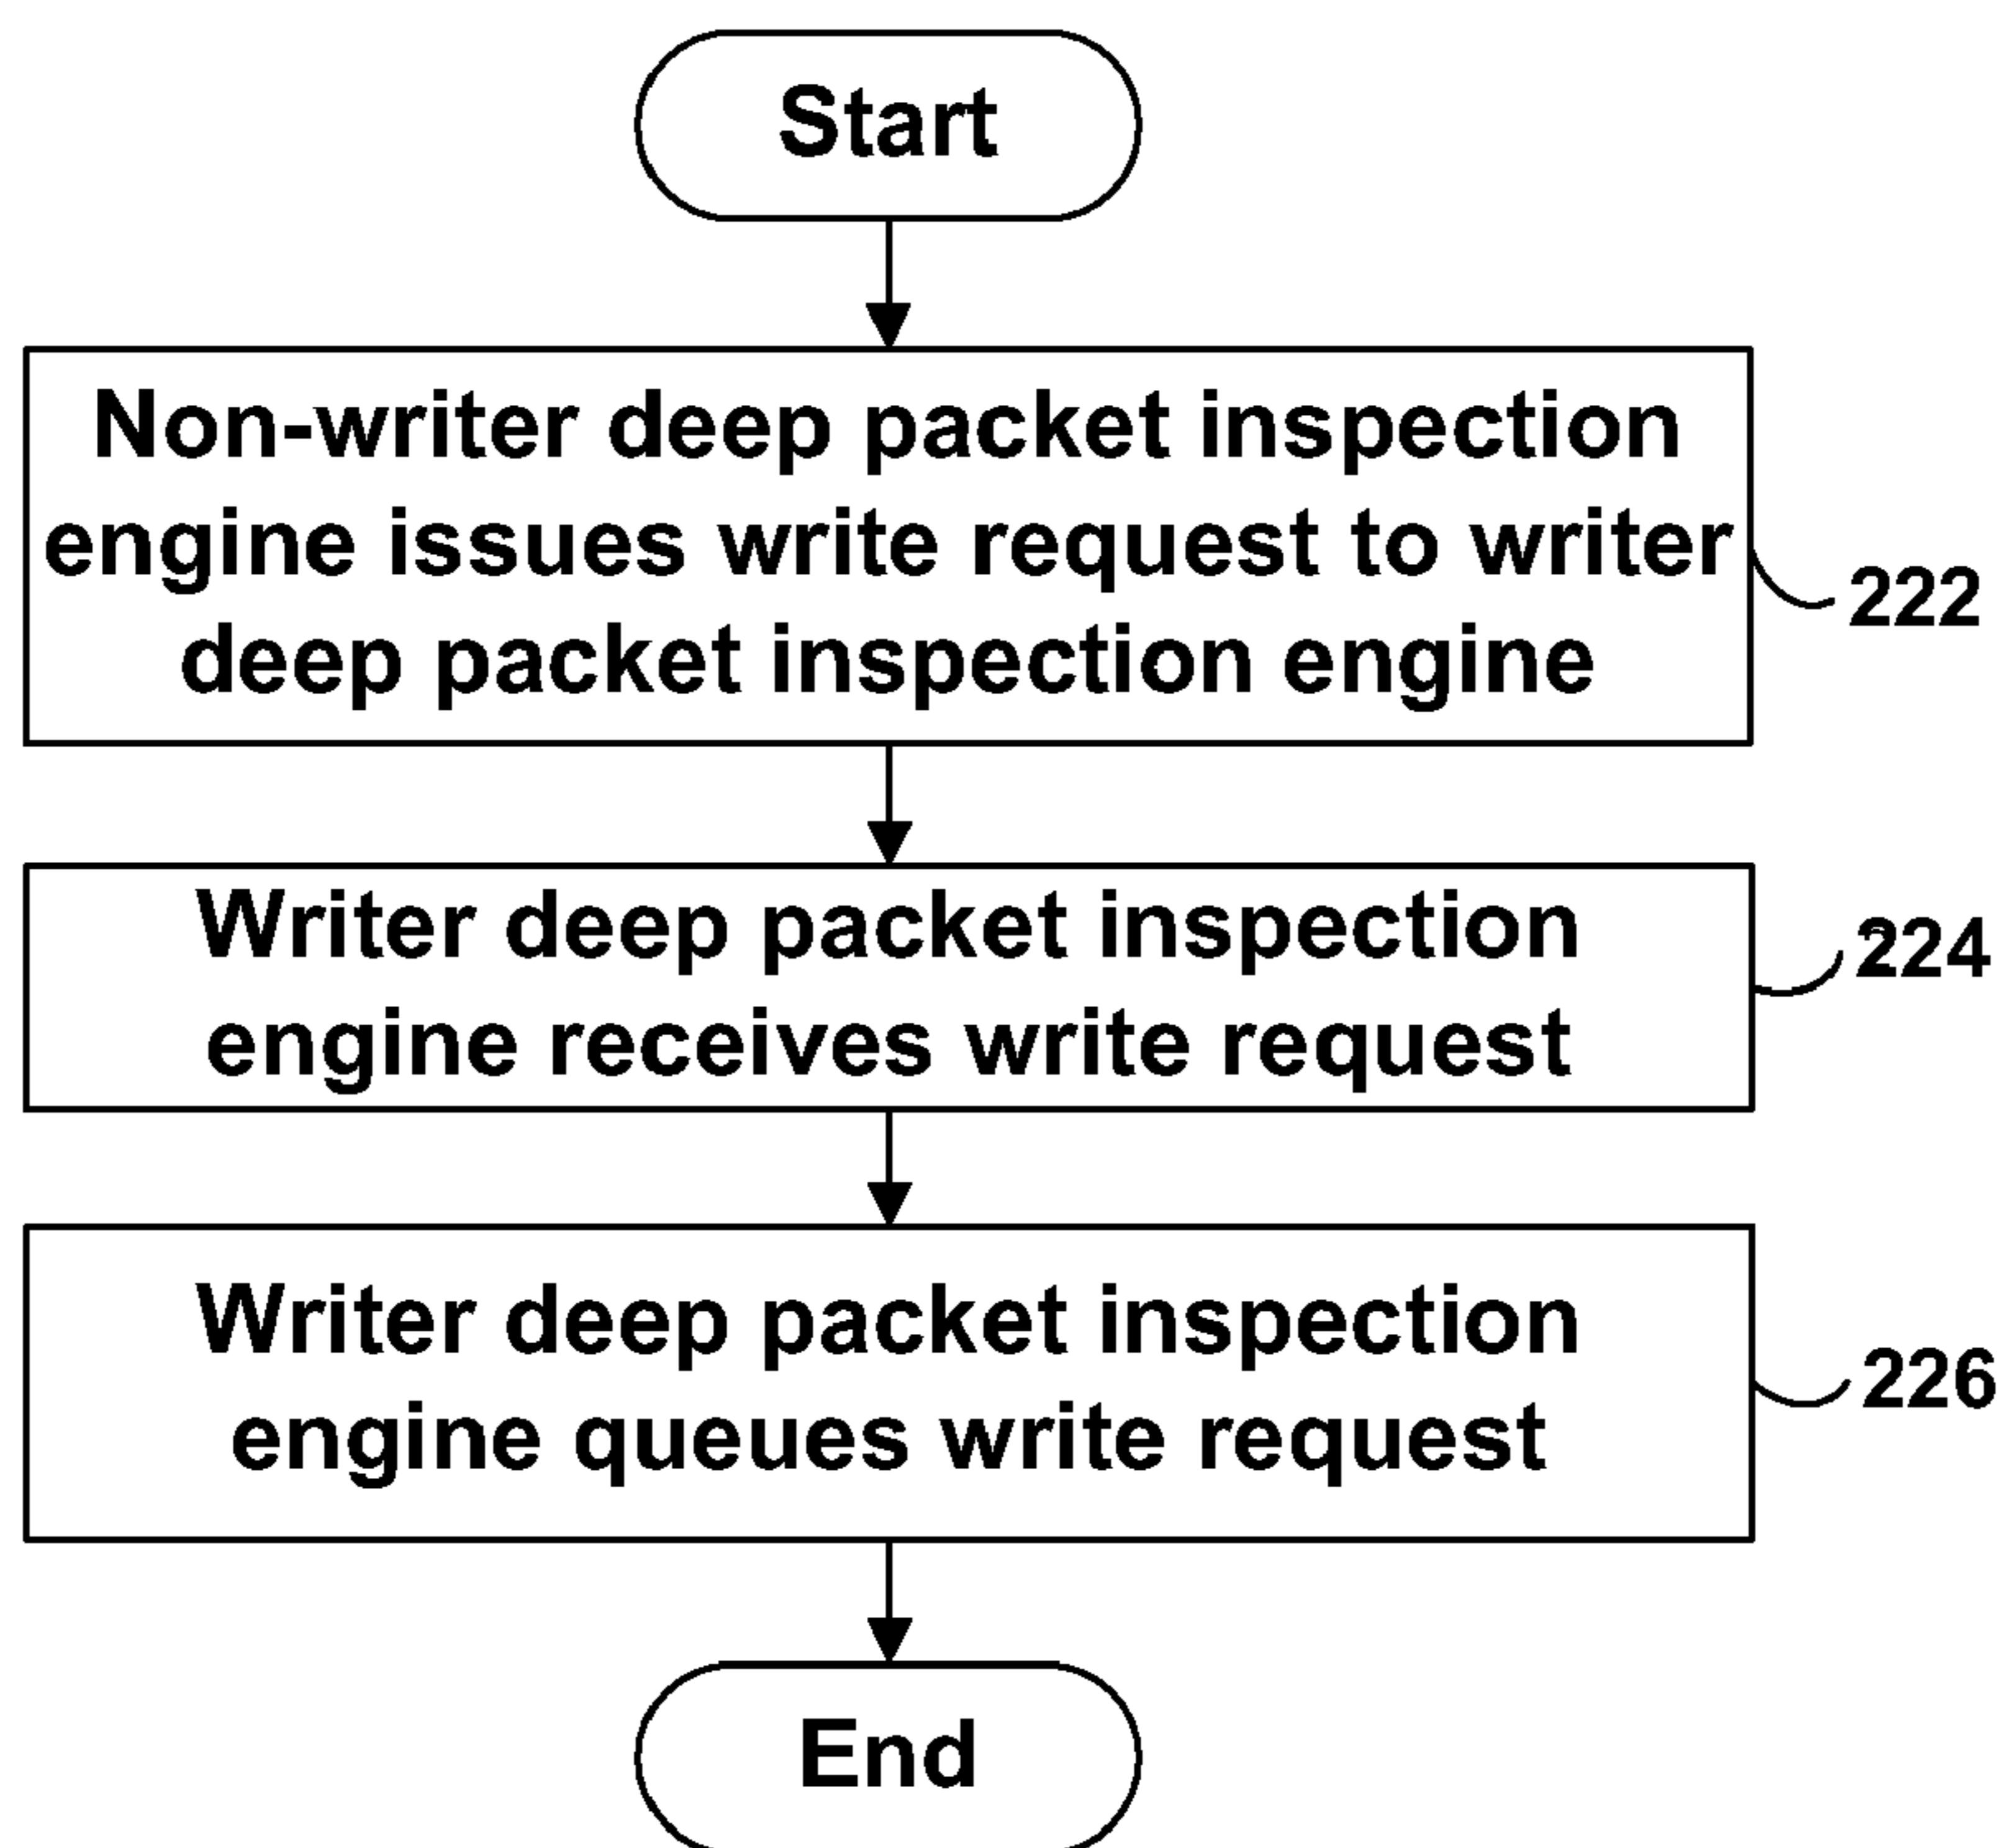 Start
Non-writer deep packet inspection
engine issues write request to writer
deep packet inspection engine
222
Writer deep packet inspection
engine receives write request
224
Writer deep packet inspection
engine queues write request
226
End